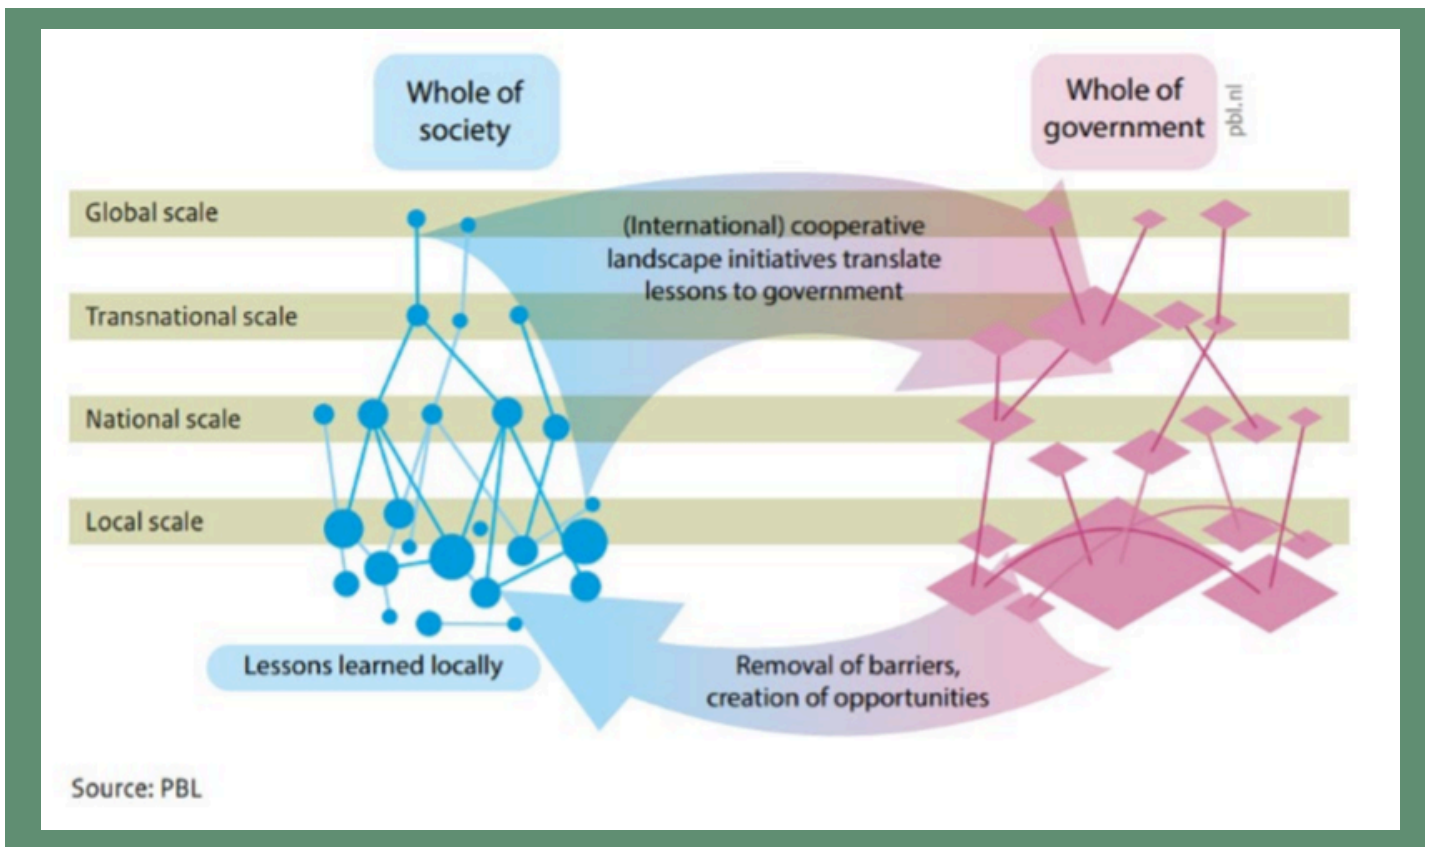 Whole of
society
Whole of
government
pbl.nl
Global scale
(International) cooperative
landscape initiatives translate
lessons to government
Transnational scale
National scale
Local scale
Lessons learned locally
Removal of barriers,
creation of opportunities
Source: PBL